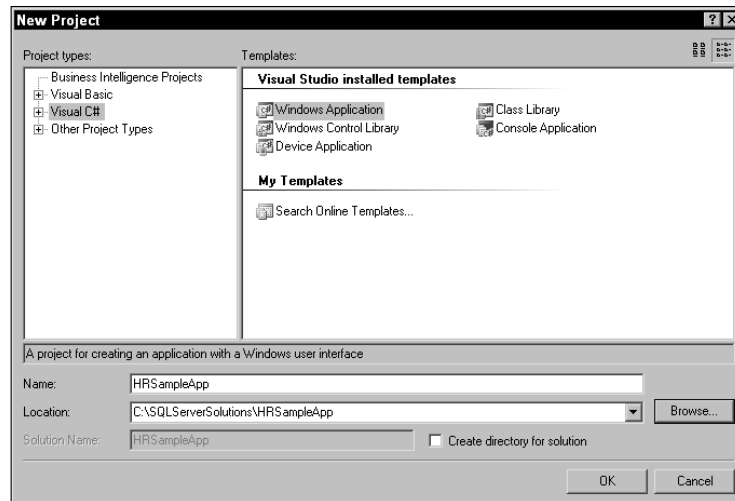 New Project
Project types:
Templates:
Business Intelligence Projects
Visual Basic
Visual C#
Other Project Types
Visual Studio installed templates
Windows Application
Class Library
Windows Control Library
Console Application
Device Application
My Templates
Search Online Templates...
A project for creating an application with a Windows user interface
Name:
HRSampleApp
Location:
C:\SQLServerSolutions\HRSampleApp
Browse...
Solution Name:
HRSampleApp
Create directory for solution
OK
Cancel